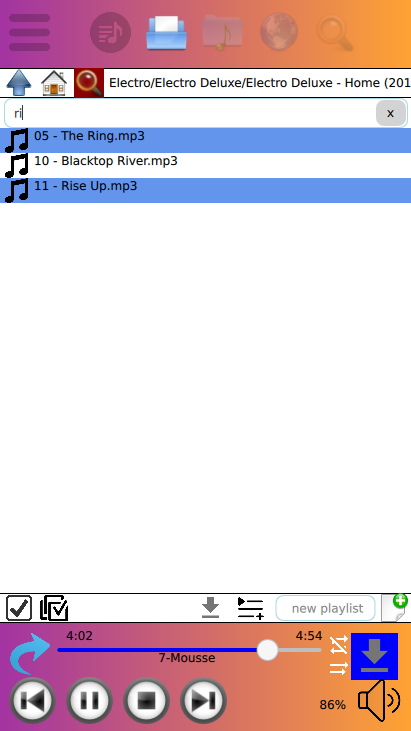 Electro/Electro Deluxe/Electro Deluxe - Home (201
ri
x
05 - The Ring.mp3
10 - Blacktop River.mp3
11 - Rise Up.mp3
new playlist
4:02
4:54
7-Mousse
86%